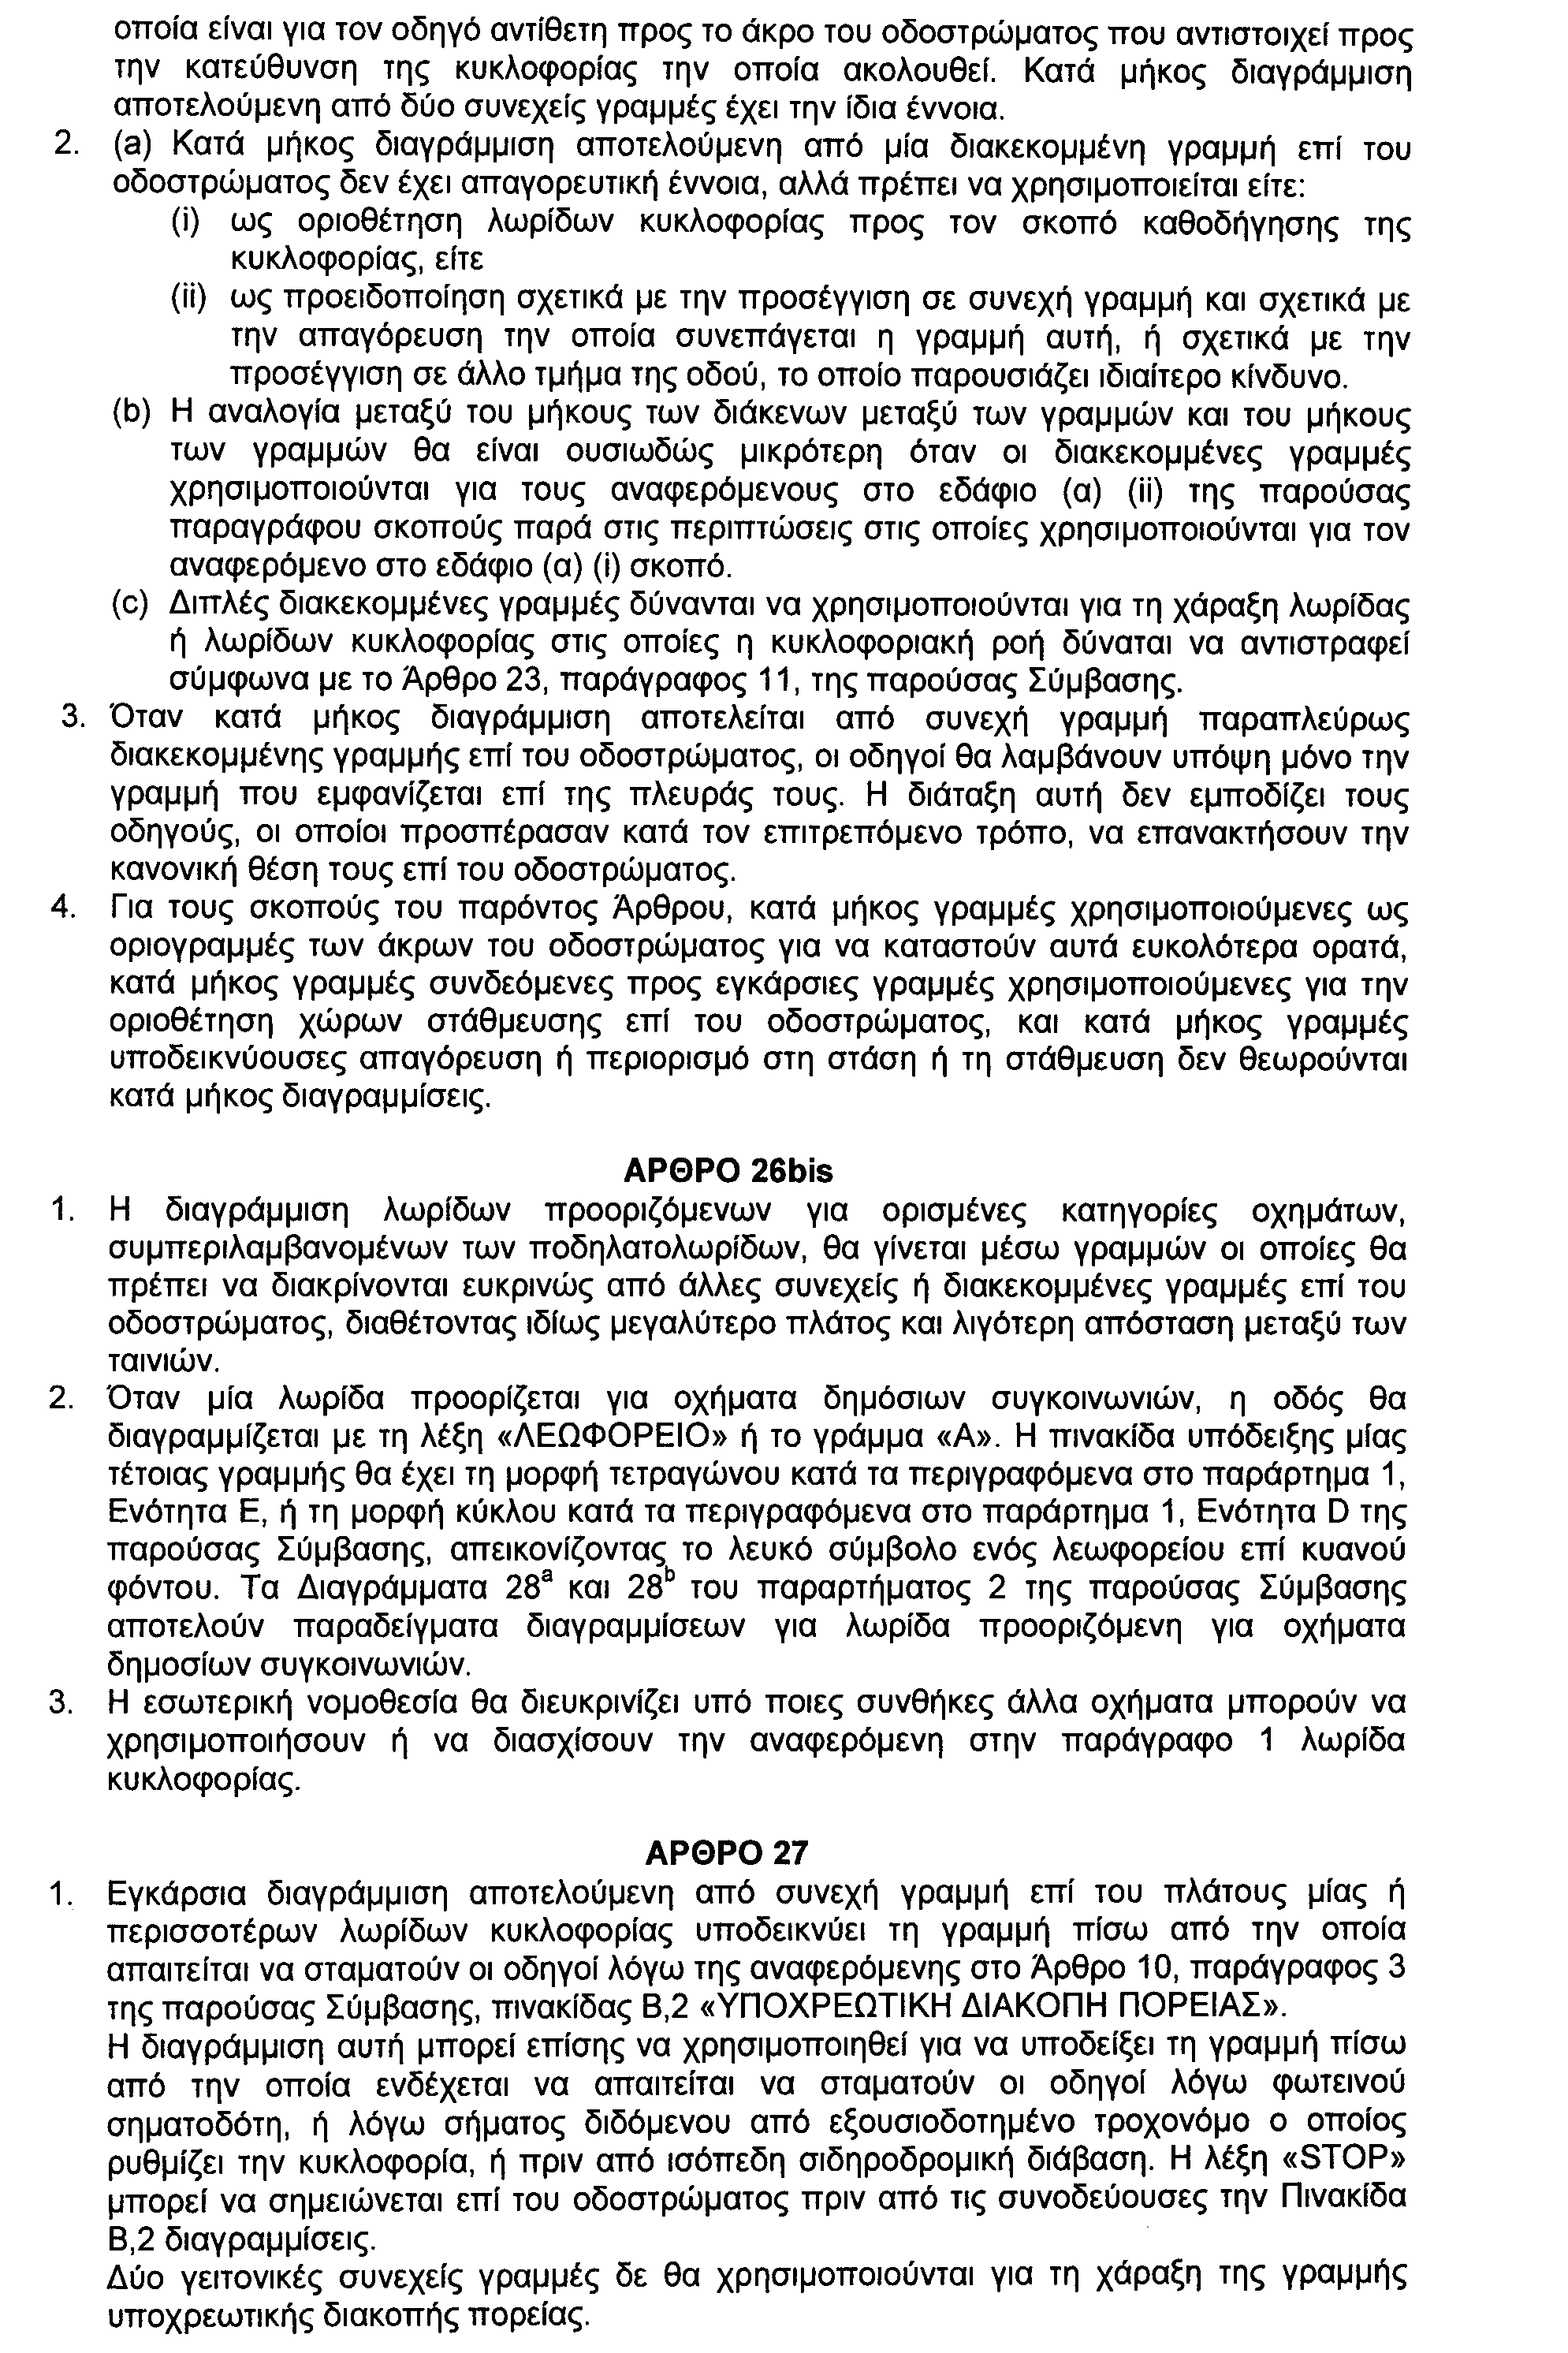 οποία είναι για τον οδηγό αντίθετη προς το άκρο του οδοστρώματος που αντιστοιχεί προς
την κατεύθυνση της κυκλοφορίας την οποία ακολουθεί. Κατά μήκος διαγράμμιση
αποτελούμενη από δύο συνεχείς γραμμές έχει την ίδια έννοια.
2. (a) Κατά μήκος διαγράμμιση αποτελούμενη από μία διακεκομμένη γραμμή επί του
οδοστρώματος δεν έχει απαγορευτική έννοια, αλλά πρέπει να χρησιμοποιείται είτε:
(i) ως οριοθέτηση λωρίδων κυκλοφορίας προς τον σκοπό καθοδήγησης της
κυκλοφορίας, είτε
(ii) ως προειδοποίηση σχετικά με την προσέγγιση σε συνεχή γραμμή και σχετικά με
την απαγόρευση την οποία συνεπάγεται η γραμμή αυτή, ή σχετικά με την
προσέγγιση σε άλλο τμήμα της οδού, το οποίο παρουσιάζει ιδιαίτερο κίνδυνο.
(b) Η αναλογία μεταξύ του μήκους των διάκενων μεταξύ των γραμμών και του μήκους
των γραμμών θα είναι ουσιωδώς μικρότερη όταν οι διακεκομμένες γραμμές
χρησιμοποιούνται για τους αναφερόμενους στο εδάφιο (α) (ii) της παρούσας
παραγράφου σκοπούς παρά στις περιπτώσεις στις οποίες χρησιμοποιούνται για τον
αναφερόμενο στο εδάφιο (α) (i) σκοπό.
(c) Διπλές διακεκομμένες γραμμές δύνανται να χρησιμοποιούνται για τη χάραξη λωρίδας
ή λωρίδων κυκλοφορίας στις οποίες η κυκλοφοριακή ροή δύναται να αντιστραφεί
σύμφωνα με το Άρθρο 23, παράγραφος 11, της παρούσας Σύμβασης.
3. Όταν κατά μήκος διαγράμμιση αποτελείται από συνεχή γραμμή παραπλεύρως
διακεκομμένης γραμμής επί του οδοστρώματος, οι οδηγοί θα λαμβάνουν υπόψη μόνο την
γραμμή που εμφανίζεται επί της πλευράς τους. Η διάταξη αυτή δεν εμποδίζει τους
οδηγούς, οι οποίοι προσπέρασαν κατά τον επιτρεπόμενο τρόπο, να επανακτήσουν την
κανονική θέση τους επί του οδοστρώματος.
4. Για τους σκοπούς του παρόντος Άρθρου, κατά μήκος γραμμές χρησιμοποιούμενες ως
οριογραμμές των άκρων του οδοστρώματος για να καταστούν αυτά ευκολότερα ορατά,
κατά μήκος γραμμές συνδεόμενες προς εγκάρσιες γραμμές χρησιμοποιούμενες για την
οριοθέτηση χώρων στάθμευσης επί του οδοστρώματος, και κατά μήκος γραμμές
υποδεικνύουσες απαγόρευση ή περιορισμό στη στάση ή τη στάθμευση δεν θεωρούνται
κατά μήκος διαγραμμίσεις.
ΑΡΘΡΟ 26bis
1. Η διαγράμμιση λωρίδων προοριζόμενων για ορισμένες κατηγορίες οχημάτων,
συμπεριλαμβανομένων των ποδηλατολωρίδων, θα γίνεται μέσω γραμμών οι οποίες θα
πρέπει να διακρίνονται ευκρινώς από άλλες συνεχείς ή διακεκομμένες γραμμές επί του
οδοστρώματος, διαθέτοντας ιδίως μεγαλύτερο πλάτος και λιγότερη απόσταση μεταξύ των
ταινιών.
2. Όταν μία λωρίδα προορίζεται για οχήματα δημόσιων συγκοινωνιών, η οδός θα
διαγραμμίζεται με τη λέξη «ΛΕΩΦΟΡΕΙΟ» ή το γράμμα «Α». Η πινακίδα υπόδειξης μίας
τέτοιας γραμμής θα έχει τη μορφή τετραγώνου κατά τα περιγραφόμενα στο παράρτημα 1,
Ενότητα Ε, ή τη μορφή κύκλου κατά τα περιγραφόμενα στο παράρτημα 1, Ενότητα D της
παρούσας Σύμβασης, απεικονίζοντας το λευκό σύμβολο ενός λεωφορείου επί κυανού
φόντου. Τα Διαγράμματα 28ᵃ και 28ᵇ του παραρτήματος 2 της παρούσας Σύμβασης
αποτελούν παραδείγματα διαγραμμίσεων για λωρίδα προοριζόμενη για οχήματα
δημοσίων συγκοινωνιών.
3. Η εσωτερική νομοθεσία θα διευκρινίζει υπό ποιες συνθήκες άλλα οχήματα μπορούν να
χρησιμοποιήσουν ή να διασχίσουν την αναφερόμενη στην παράγραφο 1 λωρίδα
κυκλοφορίας.
ΑΡΘΡΟ 27
1. Εγκάρσια διαγράμμιση αποτελούμενη από συνεχή γραμμή επί του πλάτους μίας ή
περισσοτέρων λωρίδων κυκλοφορίας υποδεικνύει τη γραμμή πίσω από την οποία
απαιτείται να σταματούν οι οδηγοί λόγω της αναφερόμενης στο Άρθρο 10, παράγραφος 3
της παρούσας Σύμβασης, πινακίδας Β,2 «ΥΠΟΧΡΕΩΤΙΚΗ ΔΙΑΚΟΠΗ ΠΟΡΕΙΑΣ».
Η διαγράμμιση αυτή μπορεί επίσης να χρησιμοποιηθεί για να υποδείξει τη γραμμή πίσω
από την οποία ενδέχεται να απαιτείται να σταματούν οι οδηγοί λόγω φωτεινού
σηματοδότη, ή λόγω σήματος διδόμενου από εξουσιοδοτημένο τροχονόμο ο οποίος
ρυθμίζει την κυκλοφορία, ή πριν από ισόπεδη σιδηροδρομική διάβαση. Η λέξη «STOP»
μπορεί να σημειώνεται επί του οδοστρώματος πριν από τις συνοδεύουσες την Πινακίδα
Β,2 διαγραμμίσεις.
Δύο γειτονικές συνεχείς γραμμές δε θα χρησιμοποιούνται για τη χάραξη της γραμμής
υποχρεωτικής διακοπής πορείας.